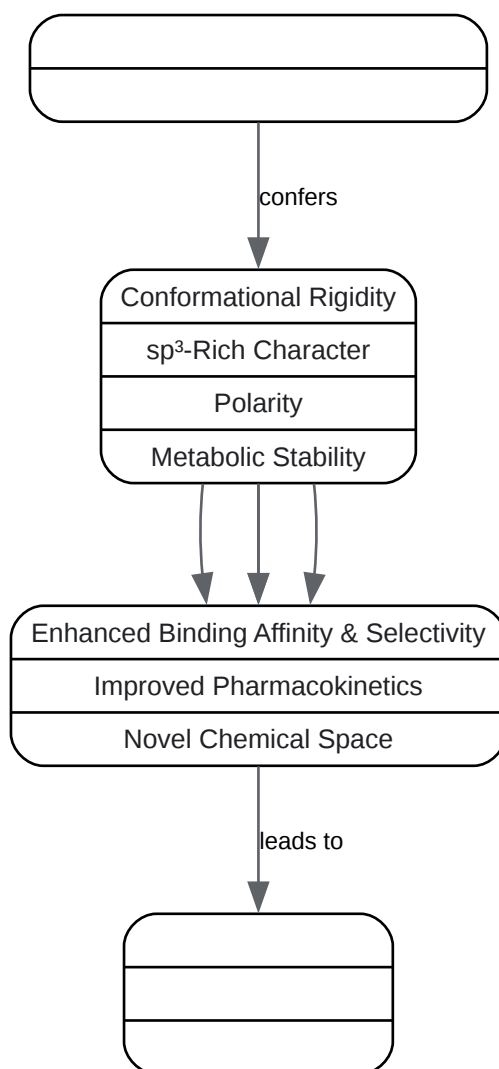 confers
Conformational Rigidity
sp³-Rich Character
Polarity
Metabolic Stability
Enhanced Binding Affinity & Selectivity
Improved Pharmacokinetics
Novel Chemical Space
leads to